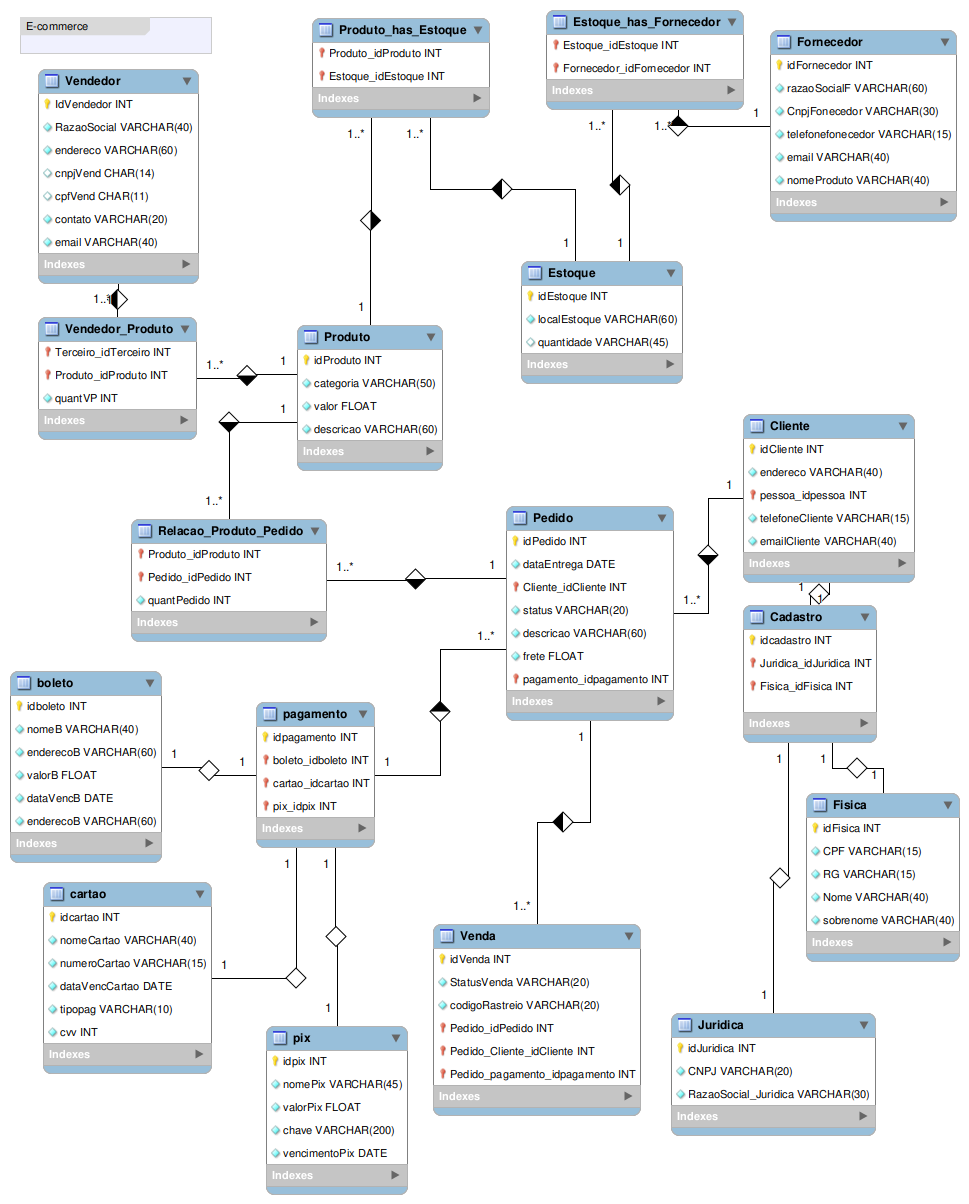 E-commerce
Vendedor
IdVendedor INT
RazaoSocial VARCHAR(40)
endereco VARCHAR(60)
cnpjVend CHAR(14)
cpfVend CHAR(11)
contato VARCHAR(20)
email VARCHAR(40)
Indexes
1..*
Vendedor_Produto
Terceiro_idTerceiro INT
Produto_idProduto INT
quantVP INT
Indexes
1..*
1
Produto_has_Estoque
Produto_idProduto INT
Estoque_idEstoque INT
Indexes
1..*
1..*
1
1
Estoque_has_Fornecedor
Estoque_idEstoque INT
Fornecedor_idFornecedor INT
Indexes
1..*
1..*
1
1
Fornecedor
idFornecedor INT
razaoSocialF VARCHAR(60)
CnpjFonecedor VARCHAR(30)
telefonefonecedor VARCHAR(15)
email VARCHAR(40)
nomeProduto VARCHAR(40)
Indexes
Estoque
idEstoque INT
localEstoque VARCHAR(60)
quantidade VARCHAR(45)
Indexes
Produto
idProduto INT
categoria VARCHAR(50)
valor FLOAT
descricao VARCHAR(60)
Indexes
1
1..*
Relacao_Produto_Pedido
Produto_idProduto INT
Pedido_idPedido INT
quantPedido INT
Indexes
1..*
1
Pedido
idPedido INT
dataEntrega DATE
Cliente_idCliente INT
status VARCHAR(20)
descricao VARCHAR(60)
frete FLOAT
pagamento_idpagamento INT
Indexes
1..*
1
1..*
1
Cliente
idCliente INT
endereco VARCHAR(40)
pessoa_idpessoa INT
telefoneCliente VARCHAR(15)
emailCliente VARCHAR(40)
Indexes
1
1
Cadastro
idcadastro INT
Juridica_idJuridica INT
Fisica_idFisica INT
Indexes
1
1
1
1
Fisica
idFisica INT
CPF VARCHAR(15)
RG VARCHAR(15)
Nome VARCHAR(40)
sobrenome VARCHAR(40)
Indexes
Juridica
idJuridica INT
CNPJ VARCHAR(20)
RazaoSocial_Juridica VARCHAR(30)
Indexes
boleto
idboleto INT
nomeB VARCHAR(40)
enderecoB VARCHAR(60)
valorB FLOAT
dataVencB DATE
enderecoB VARCHAR(60)
Indexes
1
1
pagamento
idpagamento INT
boleto_idboleto INT
cartao_idcartao INT
pix_idpix INT
Indexes
1
1
1
1
1
cartao
idcartao INT
nomeCartao VARCHAR(40)
numeroCartao VARCHAR(15)
dataVencCartao DATE
tipopag VARCHAR(10)
cvv INT
Indexes
pix
idpix INT
nomePix VARCHAR(45)
valorPix FLOAT
chave VARCHAR(200)
vencimentoPix DATE
Indexes
1
1..*
Venda
idVenda INT
StatusVenda VARCHAR(20)
codigoRastreio VARCHAR(20)
Pedido_idPedido INT
Pedido_Cliente_idCliente INT
Pedido_pagamento_idpagamento INT
Indexes